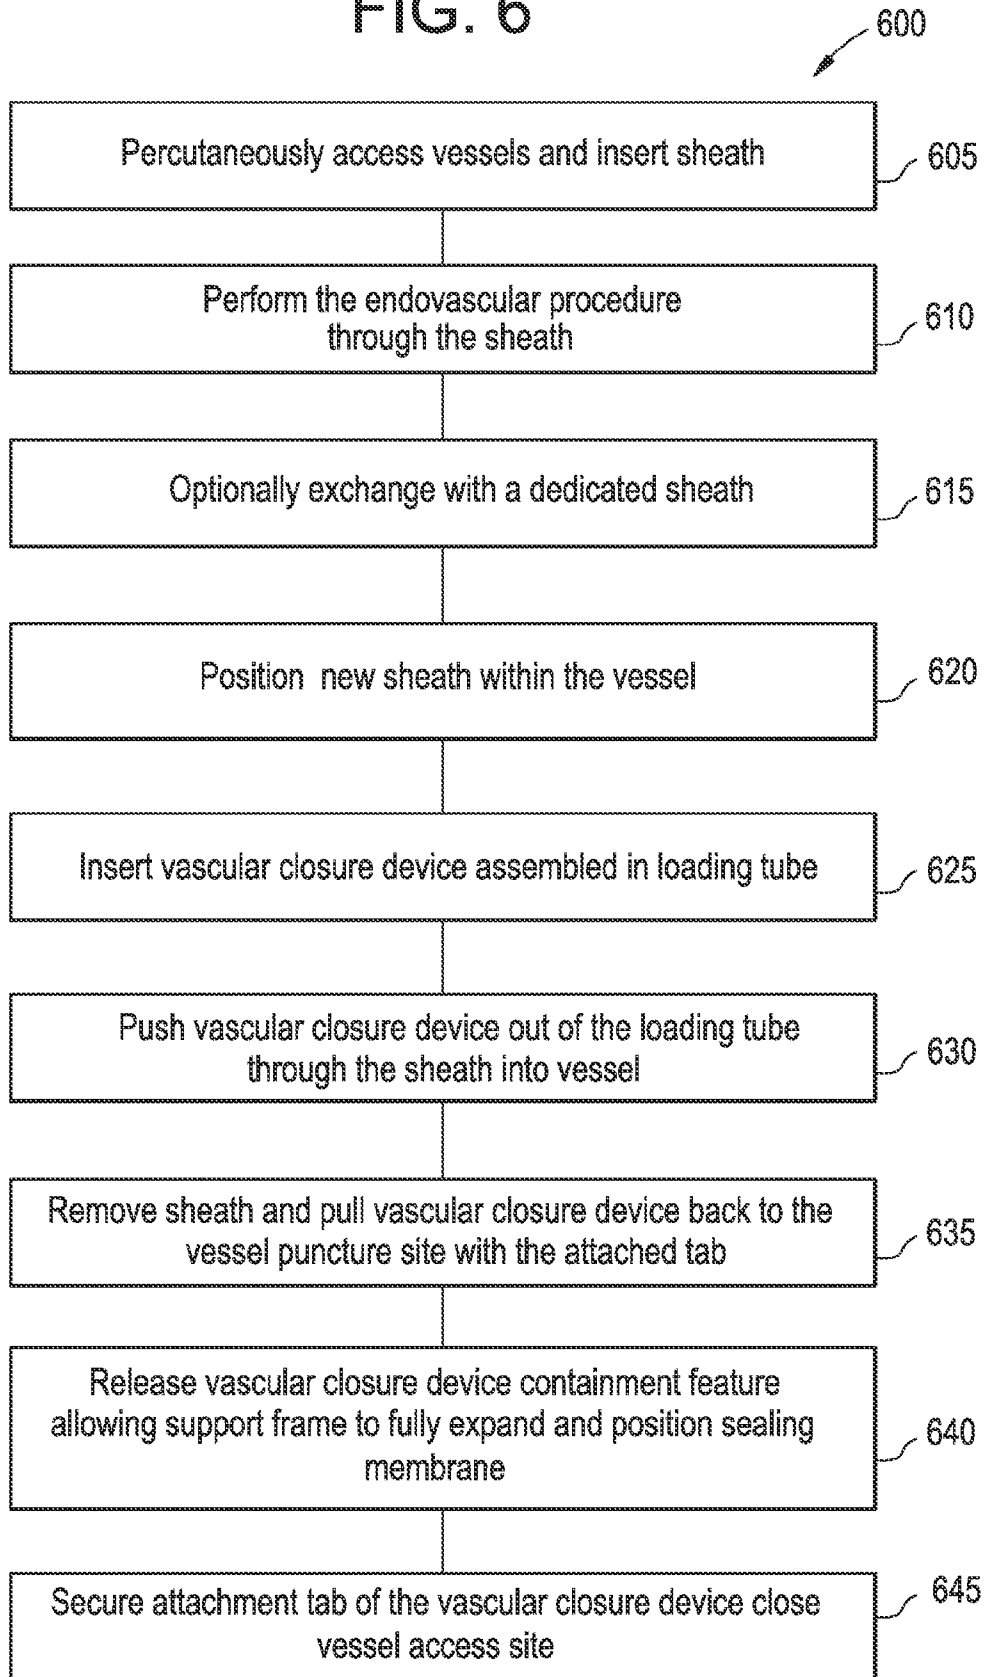 FIG. 6
600
Percutaneously access vessels and insert sheath
605
Perform the endovascular procedure
through the sheath
610
Optionally exchange with a dedicated sheath
615
Position new sheath within the vessel
620
Insert vascular closure device assembled in loading tube
625
Push vascular closure device out of the loading tube
through the sheath into vessel
630
Remove sheath and pull vascular closure device back to the
vessel puncture site with the attached tab
635
Release vascular closure device containment feature
allowing support frame to fully expand and position sealing
membrane
640
Secure attachment tab of the vascular closure device close
vessel access site
645